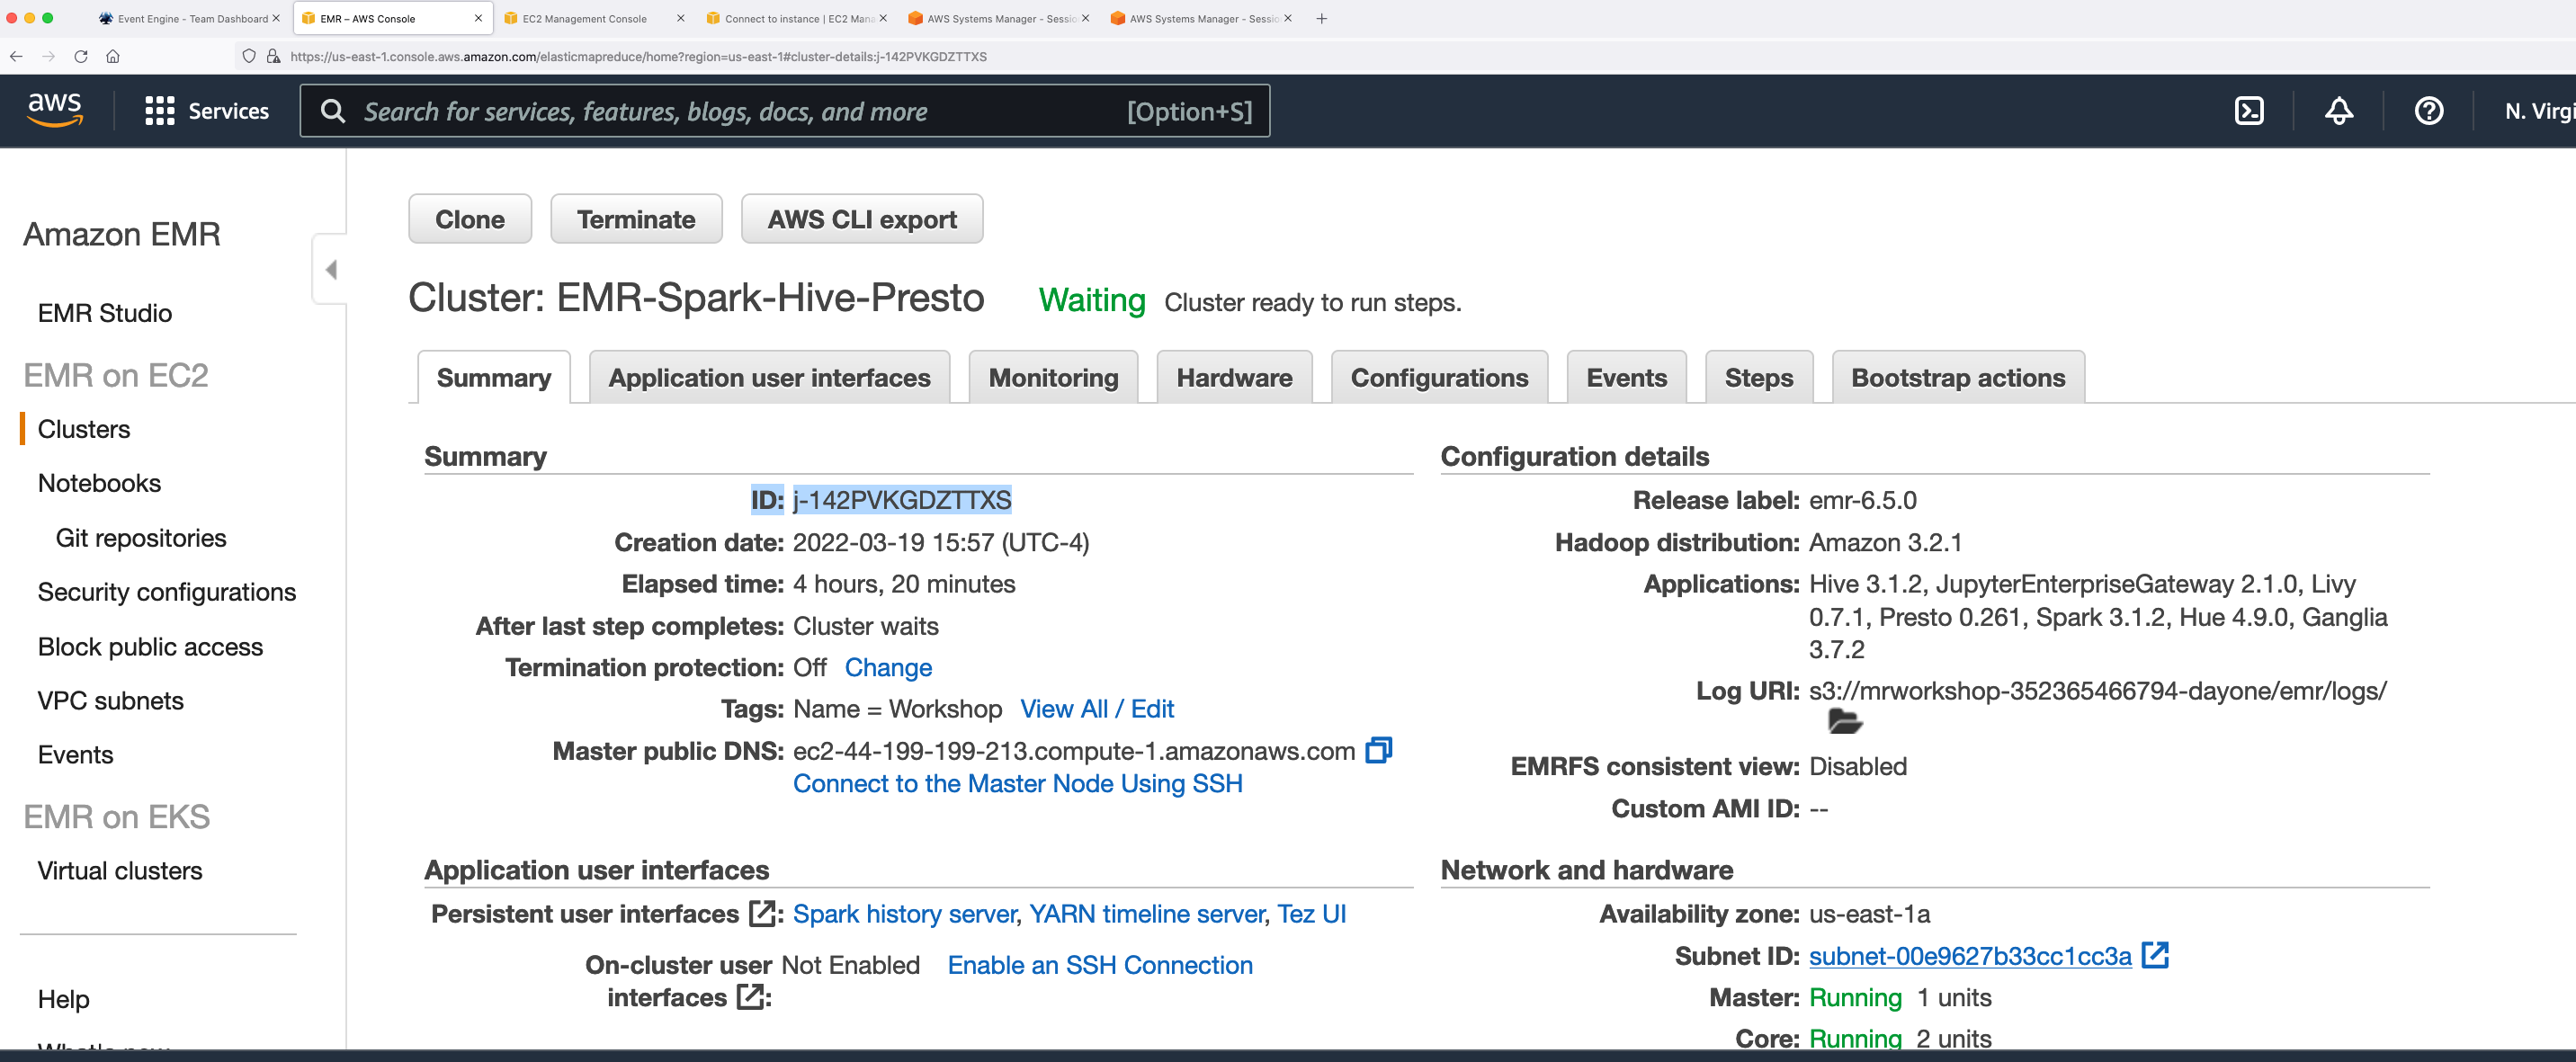 Event Engine - Team Dashboard
EMR – AWS Console
EC2 Management Console
Connect to instance | EC2 Mana
AWS Systems Manager - Sessio
AWS Systems Manager - Sessio
https://us-east-1.console.aws.amazon.com/elasticmapreduce/home?region=us-east-1#cluster-details:j-142PVKGDZTTXS
aws
Services
Search for services, features, blogs, docs, and more
[Option+S]
N. Virgi
Amazon EMR
EMR Studio
EMR on EC2
Clusters
Notebooks
Git repositories
Security configurations
Block public access
VPC subnets
Events
EMR on EKS
Virtual clusters
Help
What's new
Clone
Terminate
AWS CLI export
Cluster: EMR-Spark-Hive-Presto
Waiting
Cluster ready to run steps.
Summary
Application user interfaces
Monitoring
Hardware
Configurations
Events
Steps
Bootstrap actions
Summary
ID: j-142PVKGDZTTXS
Creation date: 2022-03-19 15:57 (UTC-4)
Elapsed time: 4 hours, 20 minutes
After last step completes: Cluster waits
Termination protection: Off Change
Tags: Name = Workshop View All / Edit
Master public DNS: ec2-44-199-199-213.compute-1.amazonaws.com
Connect to the Master Node Using SSH
Configuration details
Release label: emr-6.5.0
Hadoop distribution: Amazon 3.2.1
Applications: Hive 3.1.2, JupyterEnterpriseGateway 2.1.0, Livy
0.7.1, Presto 0.261, Spark 3.1.2, Hue 4.9.0, Ganglia
3.7.2
Log URI: s3://mrworkshop-352365466794-dayone/emr/logs/
EMRFS consistent view: Disabled
Custom AMI ID: --
Application user interfaces
Persistent user interfaces : Spark history server, YARN timeline server, Tez UI
On-cluster user Not Enabled Enable an SSH Connection
interfaces :
Network and hardware
Availability zone: us-east-1a
Subnet ID: subnet-00e9627b33cc1cc3a
Master: Running 1 units
Core: Running 2 units